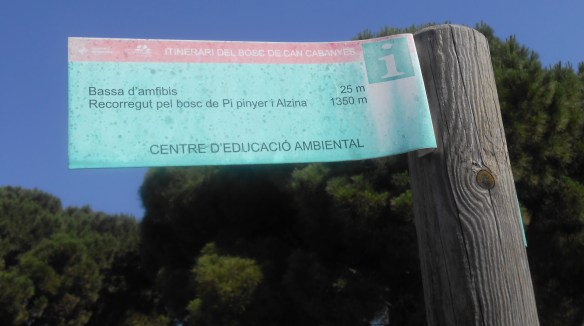 ITINERARI DEL BOSC DE CAN CABANYES
i
Bassa d'amfibis 25 m
Recorregut pel bosc de Pi pinyer i Alzina 1350 m
CENTRE D'EDUCACIÓ AMBIENTAL